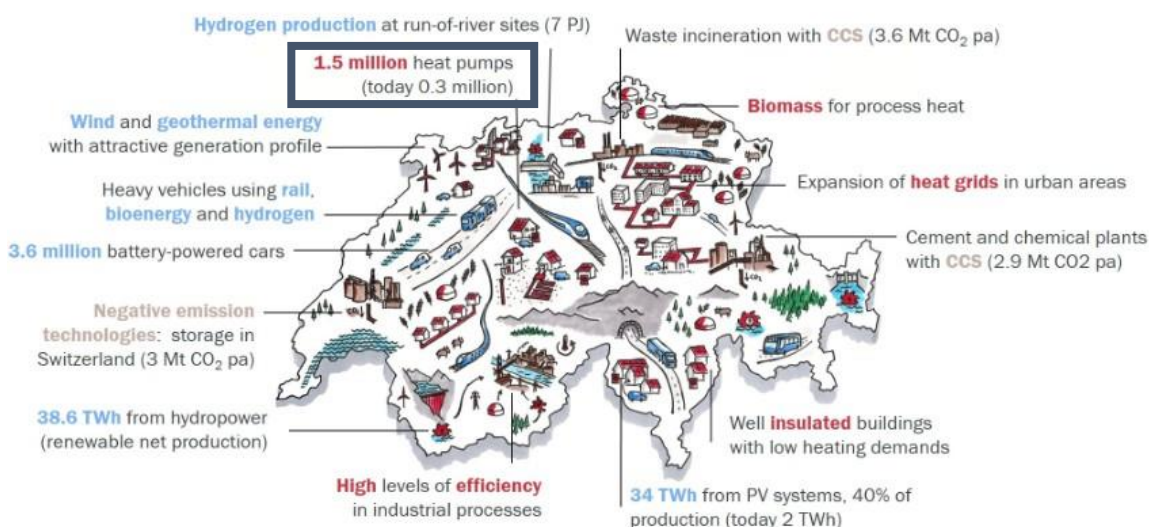 Hydrogen production at run-of-river sites (7 PJ)
Waste incineration with CCS (3.6 Mt CO₂ pa)
1.5 million heat pumps
(today 0.3 million)
Biomass for process heat
Wind and geothermal energy
with attractive generation profile
Heavy vehicles using rail,
bioenergy and hydrogen
Expansion of heat grids in urban areas
3.6 million battery-powered cars
Cement and chemical plants
with CCS (2.9 Mt CO2 pa)
Negative emission
technologies: storage in
Switzerland (3 Mt CO₂ pa)
38.6 TWh from hydropower
(renewable net production)
Well insulated buildings
with low heating demands
High levels of efficiency
in industrial processes
34 TWh from PV systems, 40% of
production (today 2 TWh)
CO₂
CO₂